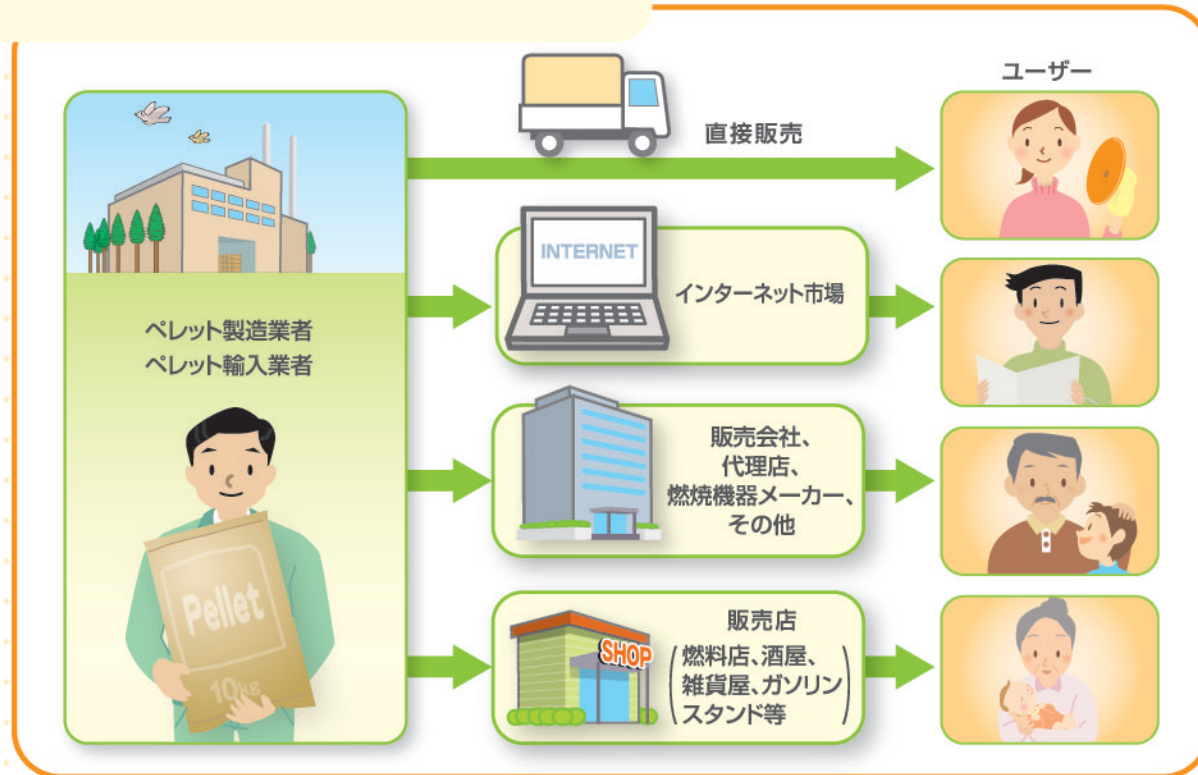 ユーザー
直接販売
INTERNET
インターネット市場
ペレット製造業者
ペレット輸入業者
販売会社、
代理店、
燃焼機器メーカー、
その他
Pellet
10kg
販売店
SHOP
(燃料店、酒屋、
雑貨屋、ガソリン
スタンド等)